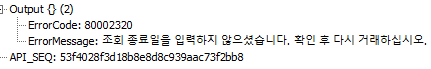 Output {} (2)
ErrorCode: 80002320
ErrorMessage: 조회 종료일을 입력하지 않으셨습니다. 확인 후 다시 거래하십시오.
API_SEQ: 53f4028f3d18b8e8d8c939aac73f2bb8